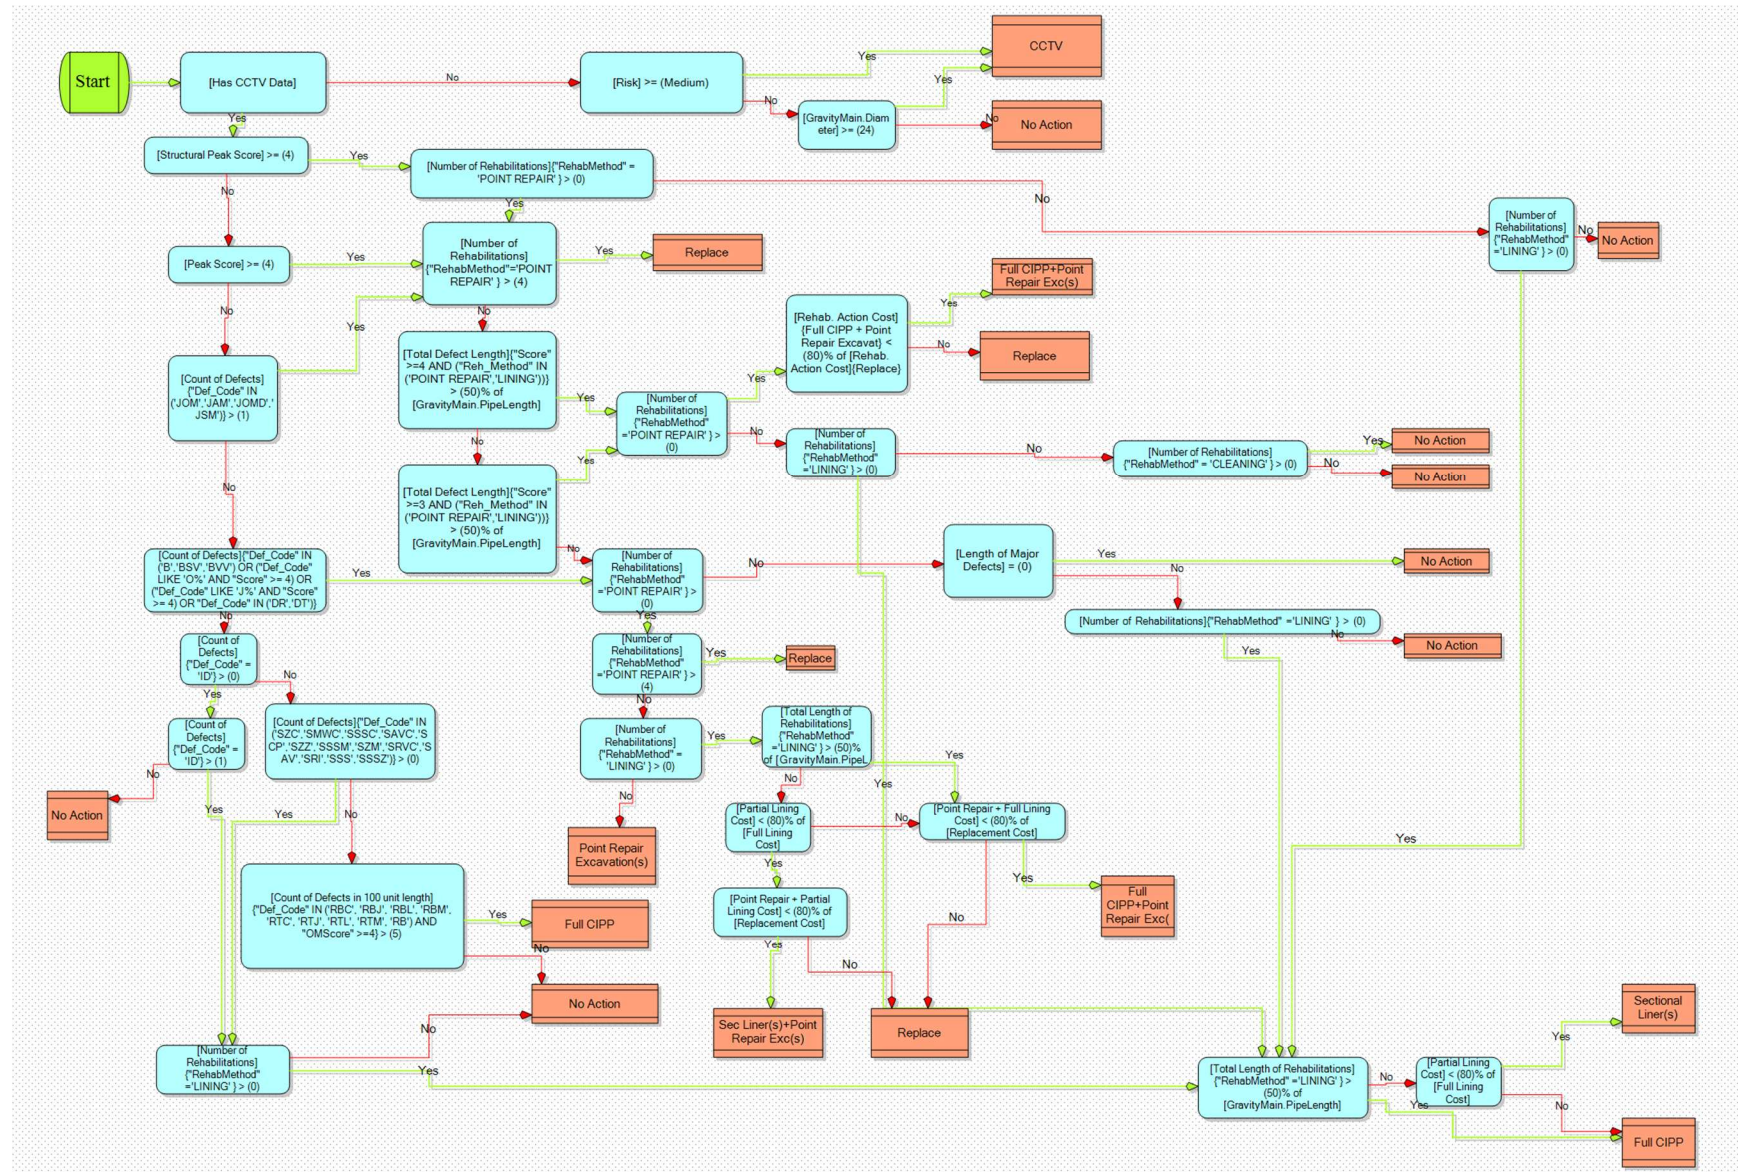 Start
[Has CCTV Data]
No
[Risk] >= (Medium)
Yes
CCTV
Yes
No
[GravityMain.Diam
eter] >= (24)
No
No Action
Yes
[Structural Peak Score] >= (4)
Yes
[Number of Rehabilitations]{"RehabMethod" =
'POINT REPAIR' } > (0)
No
No
Yes
[Number of
Rehabilitations]
{"RehabMethod"
='LINING' } > (0)
No
No Action
[Peak Score] >= (4)
Yes
[Number of
Rehabilitations]
{"RehabMethod"='POINT
REPAIR' } > (4)
Yes
Replace
Full CIPP+Point
Repair Exc(s)
No
Yes
No
Yes
[Rehab. Action Cost]
{Full CIPP + Point
Repair Excavat} <
(80)% of [Rehab.
Action Cost]{Replace}
No
Replace
[Count of Defects]
{"Def_Code" IN
('JOM','JAM','JOMD','
JSM')} > (1)
[Total Defect Length]{"Score"
>=4 AND ("Reh_Method" IN
('POINT REPAIR','LINING'))}
> (50)% of
[GravityMain.PipeLength]
Yes
[Number of
Rehabilitations]
{"RehabMethod"
='POINT REPAIR' } >
(0)
Yes
No
[Number of
Rehabilitations]
{"RehabMethod"
='LINING' } > (0)
No
[Number of Rehabilitations]
{"RehabMethod" = 'CLEANING' } > (0)
Yes
No Action
No
No Action
No
No
Yes
[Total Defect Length]{"Score"
>=3 AND ("Reh_Method" IN
('POINT REPAIR','LINING'))}
> (50)% of
[GravityMain.PipeLength]
No
[Count of Defects]{"Def_Code" IN
('B','BSV','BVV') OR ("Def_Code"
LIKE 'O%' AND "Score" >= 4) OR
("Def_Code" LIKE 'J%' AND "Score"
>= 4) OR "Def_Code" IN ('DR','DT')}
Yes
[Number of
Rehabilitations]
{"RehabMethod"
='POINT REPAIR' } >
(0)
No
[Length of Major
Defects] = (0)
Yes
No Action
No
[Number of Rehabilitations]{"RehabMethod" ='LINING' } > (0)
No
No Action
Yes
No
Yes
[Count of
Defects]
{"Def_Code" =
'ID'} > (0)
No
Yes
[Number of
Rehabilitations]
{"RehabMethod"
='POINT REPAIR' } >
(4)
Yes
Replace
No
[Count of
Defects]
{"Def_Code" =
'ID'} > (1)
No
Yes
[Count of Defects]{"Def_Code" IN
('SZC','SMWC','SSSC','SAVC','S
CP','SZZ','SSSM','SZM','SRVC','S
AV','SRI','SSS','SSSZ')} > (0)
Yes
No
[Number of
Rehabilitations]
{"RehabMethod" =
'LINING' } > (0)
Yes
[Total Length of
Rehabilitations]
{"RehabMethod"
='LINING' } > (50)%
of [GravityMain.PipeL
Yes
Yes
No
No
No Action
[Partial Lining
Cost] < (80)% of
[Full Lining
Cost]
No
[Point Repair + Full Lining
Cost] < (80)% of
[Replacement Cost]
Yes
Point Repair
Excavation(s)
Yes
Yes
Full
CIPP+Point
Repair Exc(
No
[Count of Defects in 100 unit length]
{"Def_Code" IN ('RBC', 'RBJ', 'RBL', 'RBM',
'RTC', 'RTJ', 'RTL', 'RTM', 'RB') AND
"OMScore" >=4} > (5)
Yes
Full CIPP
No
No Action
[Point Repair + Partial
Lining Cost] < (80)% of
[Replacement Cost]
Yes
No
Sec Liner(s)+Point
Repair Exc(s)
Replace
[Number of
Rehabilitations]
{"RehabMethod"
='LINING' } > (0)
No
Yes
[Total Length of Rehabilitations]
{"RehabMethod" ='LINING' } >
(50)% of
[GravityMain.PipeLength]
No
Yes
[Partial Lining
Cost] < (80)% of
[Full Lining
Cost]
Yes
Sectional
Liner(s)
No
Full CIPP